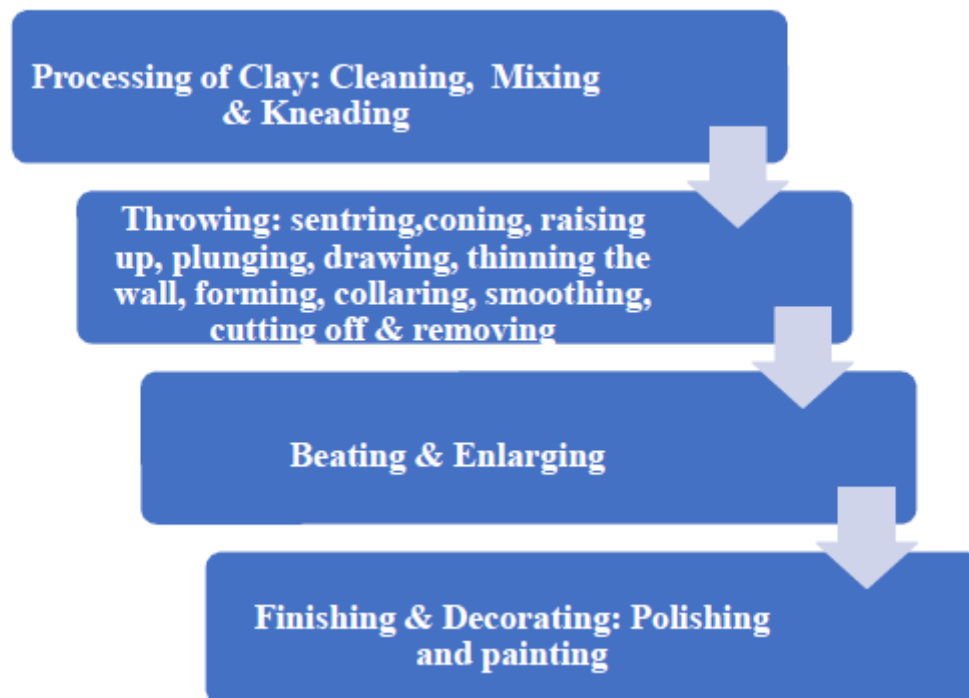 Processing of Clay: Cleaning, Mixing
& Kneading
Throwing: sentring,coning, raising
up, plunging, drawing, thinning the
wall, forming, collaring, smoothing,
cutting off & removing
Beating & Enlarging
Finishing & Decorating: Polishing
and painting